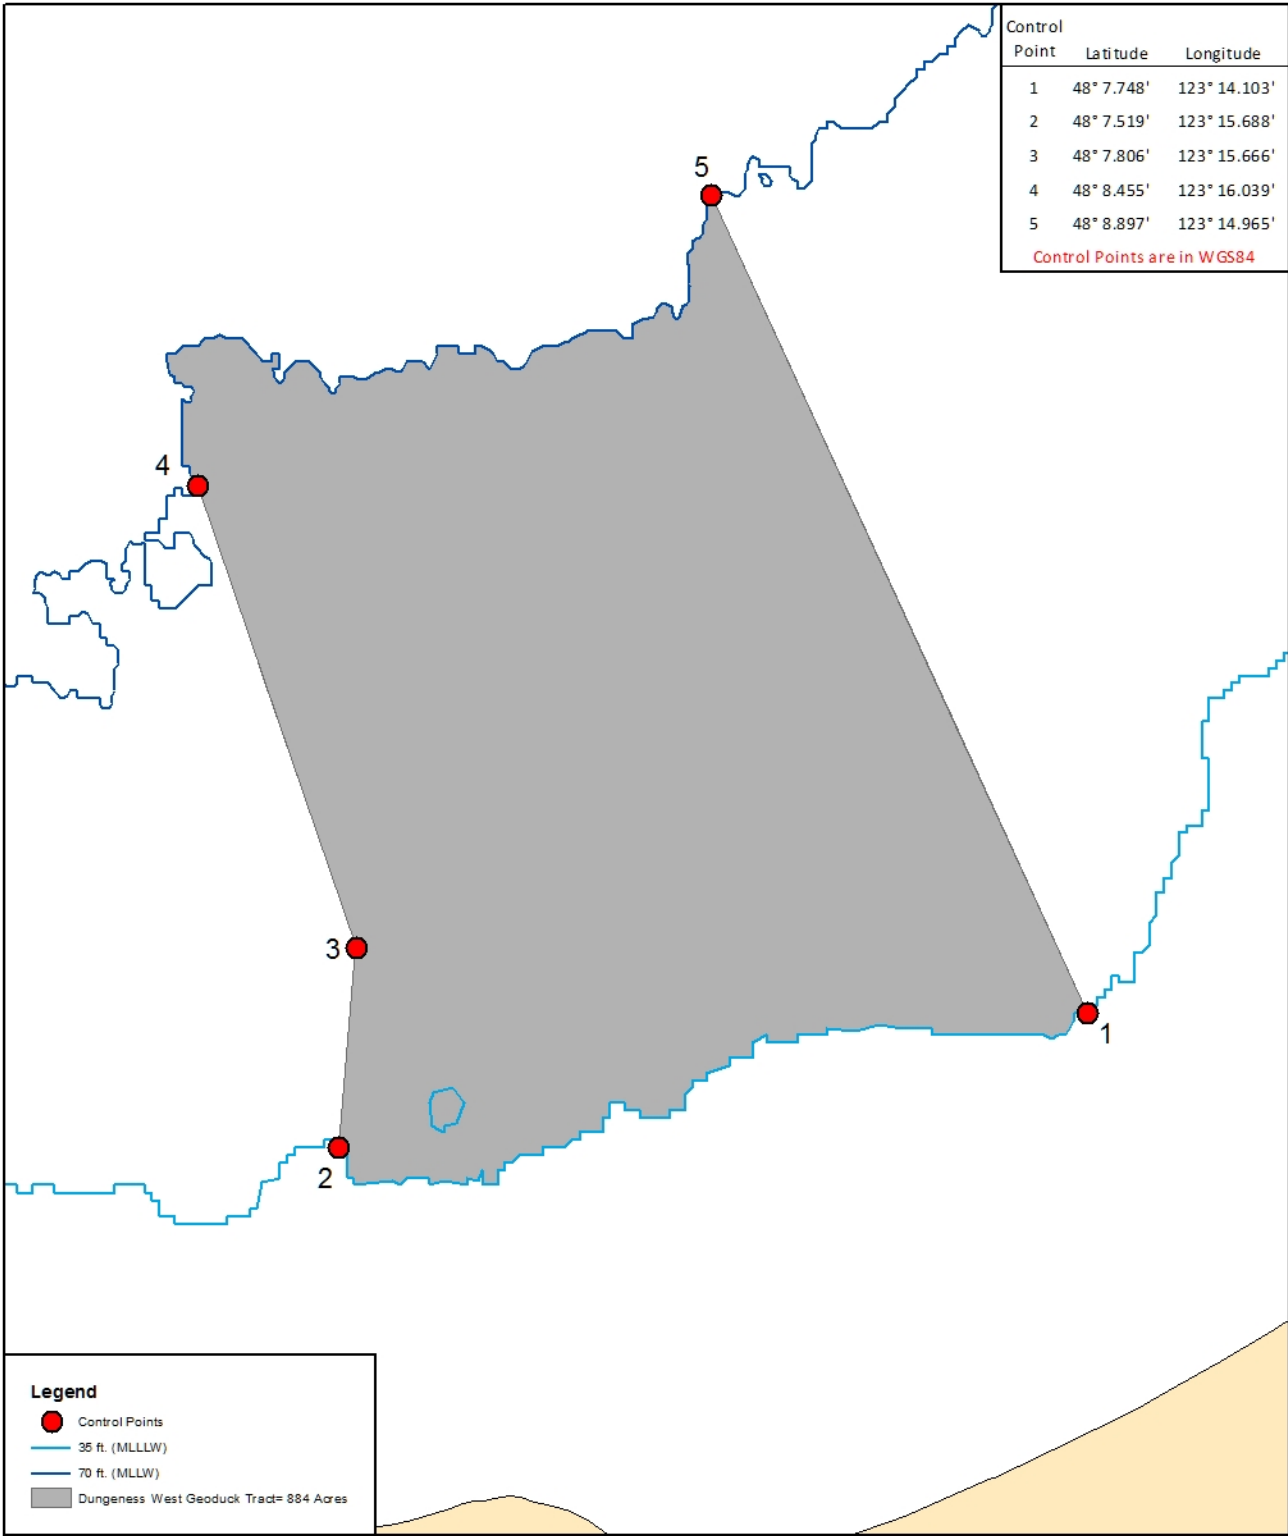 Control
Point Latitude Longitude
1 48° 7.748' 123° 14.103'
2 48° 7.519' 123° 15.688'
3 48° 7.806' 123° 15.666'
4 48° 8.455' 123° 16.039'
5 48° 8.897' 123° 14.965'
Control Points are in WGS84
5
4
3
1
2
Legend
Control Points
35 ft. (MLLLW)
70 ft. (MLLW)
Dungeness West Geoduck Tract= 884 Acres